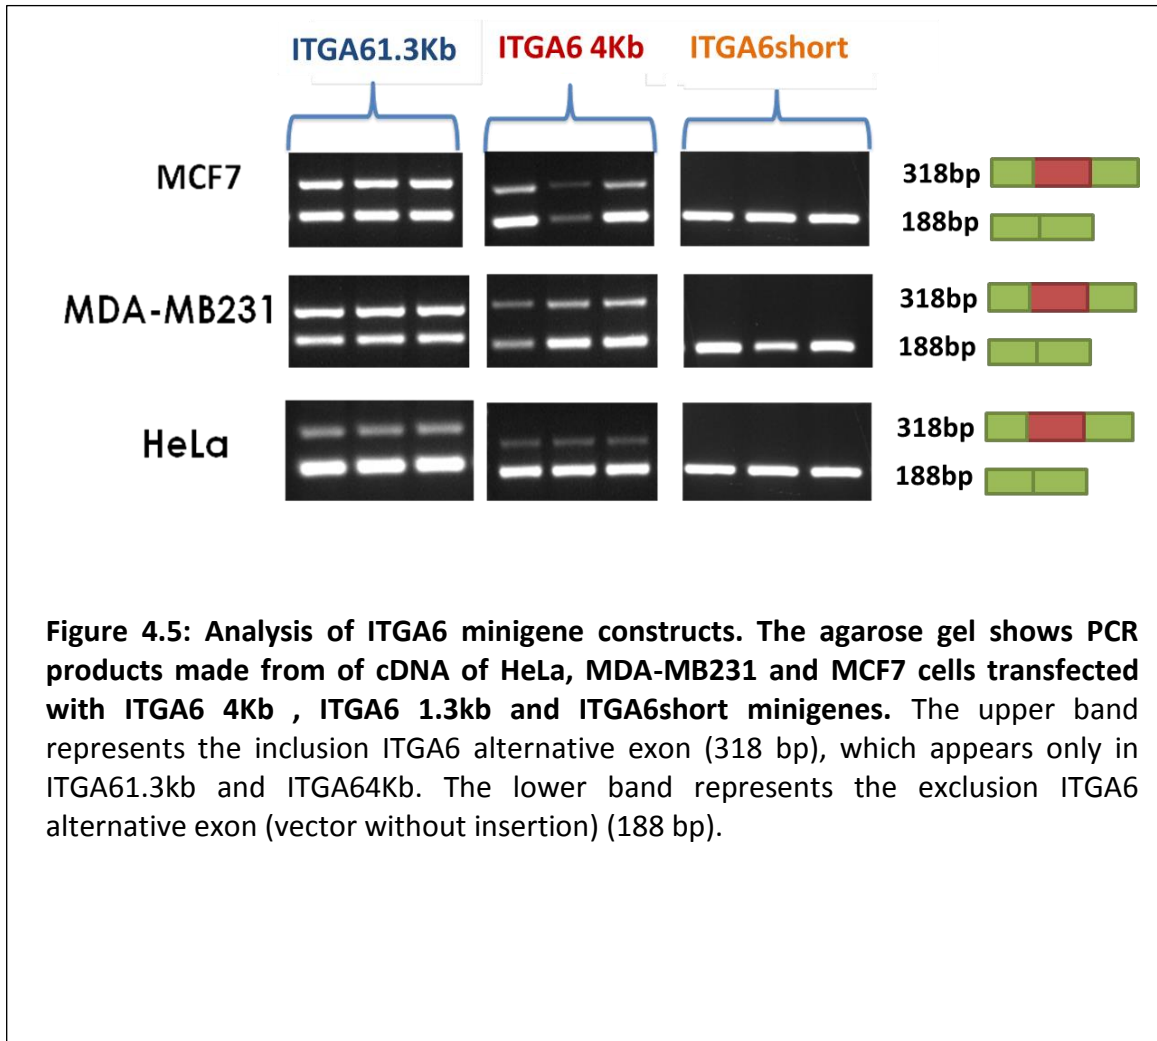 ITGA61.3Kb ITGA6 4Kb ITGA6short
MCF7
318bp
188bp
MDA-MB231
318bp
188bp
HeLa
318bp
188bp
Figure 4.5: Analysis of ITGA6 minigene constructs. The agarose gel shows PCR
products made from of cDNA of HeLa, MDA-MB231 and MCF7 cells transfected
with ITGA6 4Kb , ITGA6 1.3kb and ITGA6short minigenes. The upper band
represents the inclusion ITGA6 alternative exon (318 bp), which appears only in
ITGA61.3kb and ITGA64Kb. The lower band represents the exclusion ITGA6
alternative exon (vector without insertion) (188 bp).